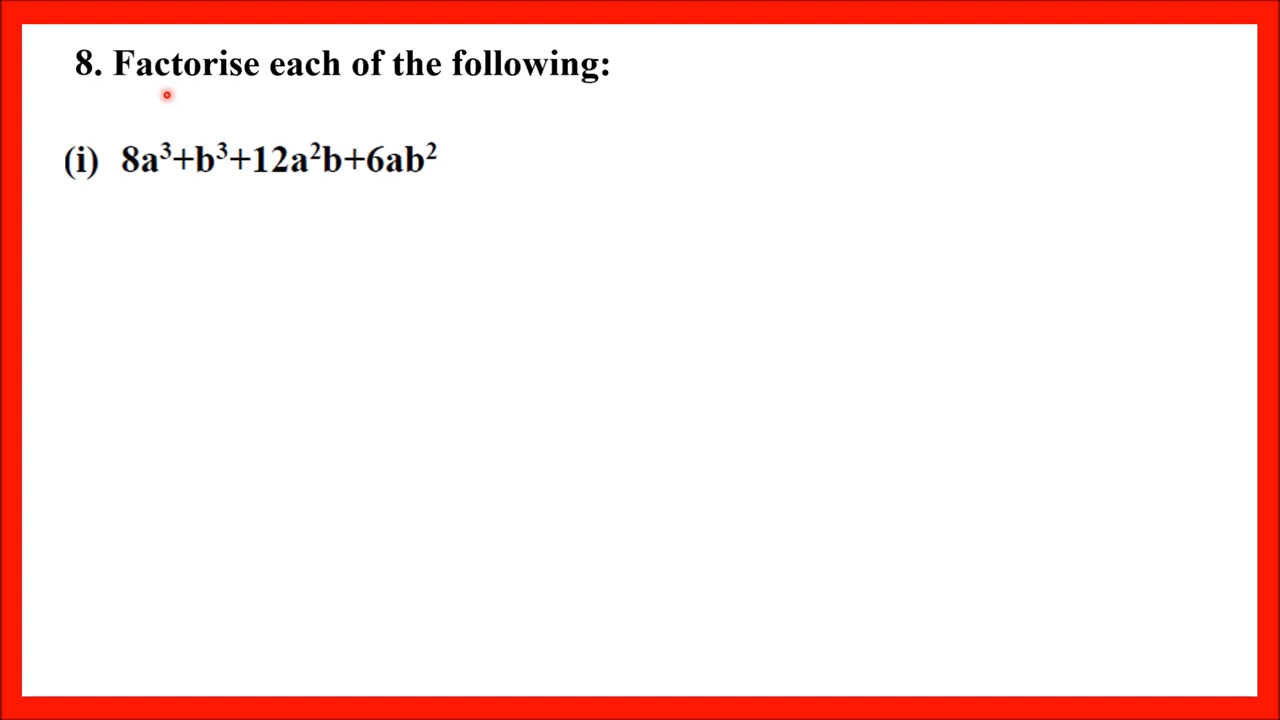 8. Factorise each of the following:
(i) 8a³+b³+12a²b+6ab²